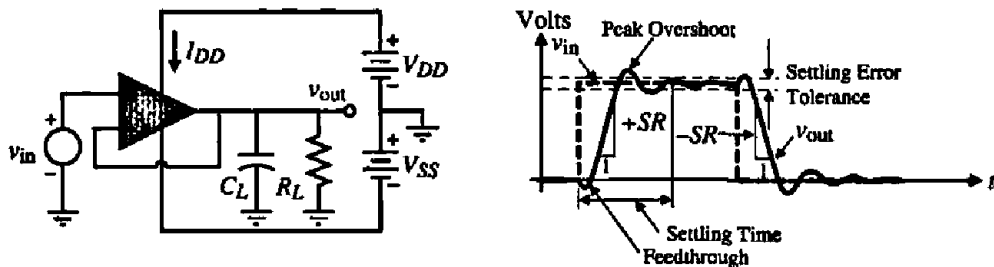 I_DD
+
V_DD
-
v_out
+
v_in
-
C_L
R_L
+
V_SS
-
Volts
v_in
Peak Overshoot
Settling Error
Tolerance
+SR
-SR
v_out
1
1
t
Settling Time
Feedthrough